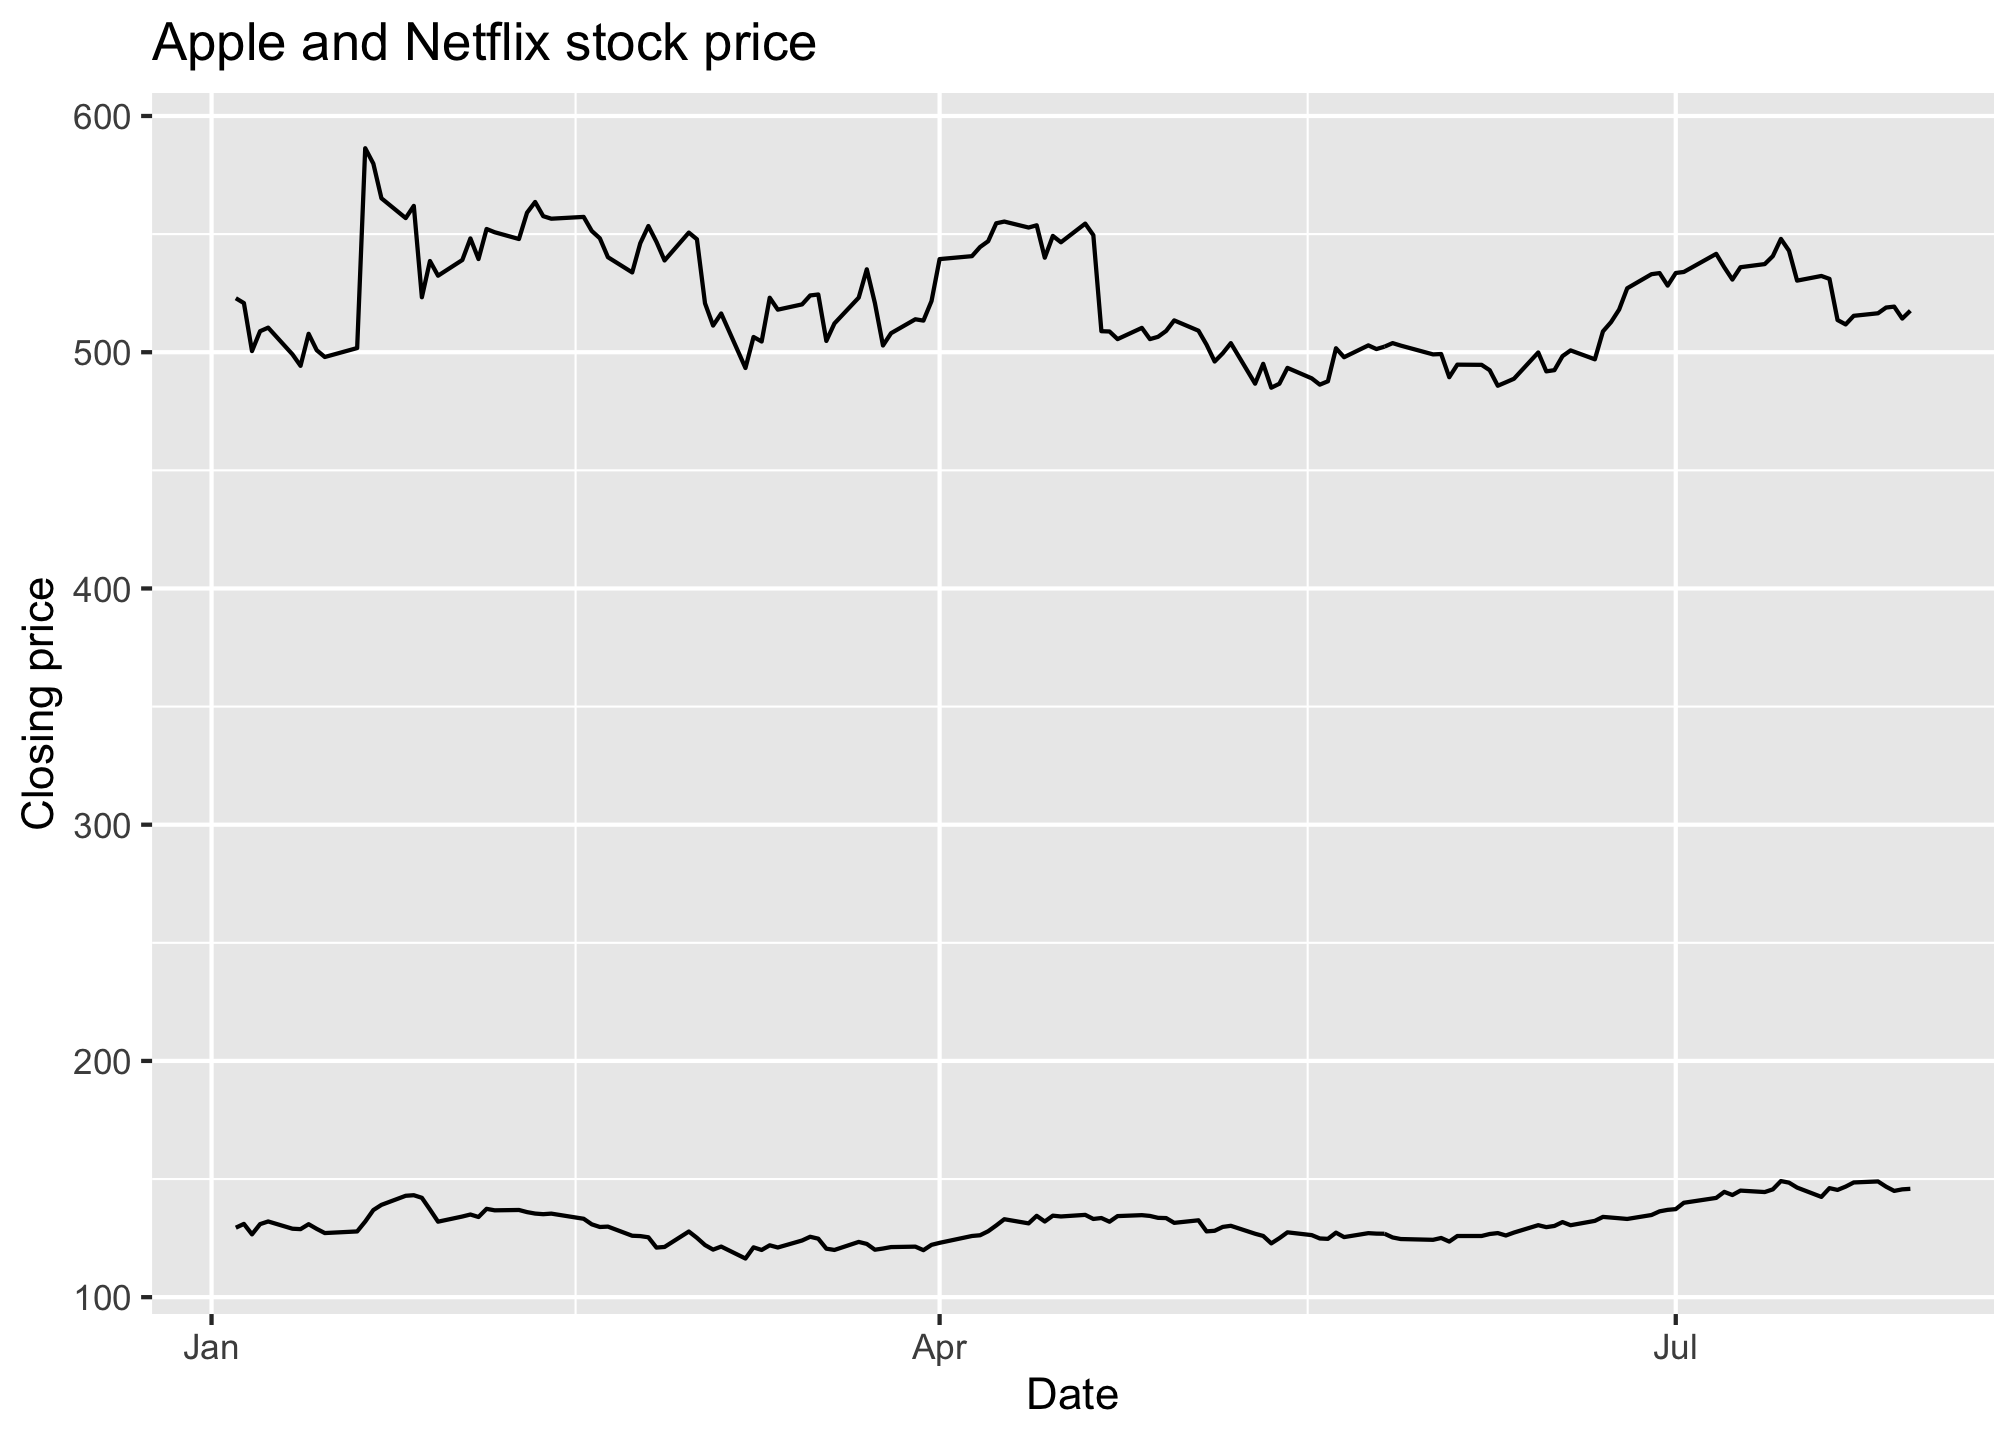 Apple and Netflix stock price
Closing price
600
500
400
300
200
100
Jan
Apr
Jul
Date